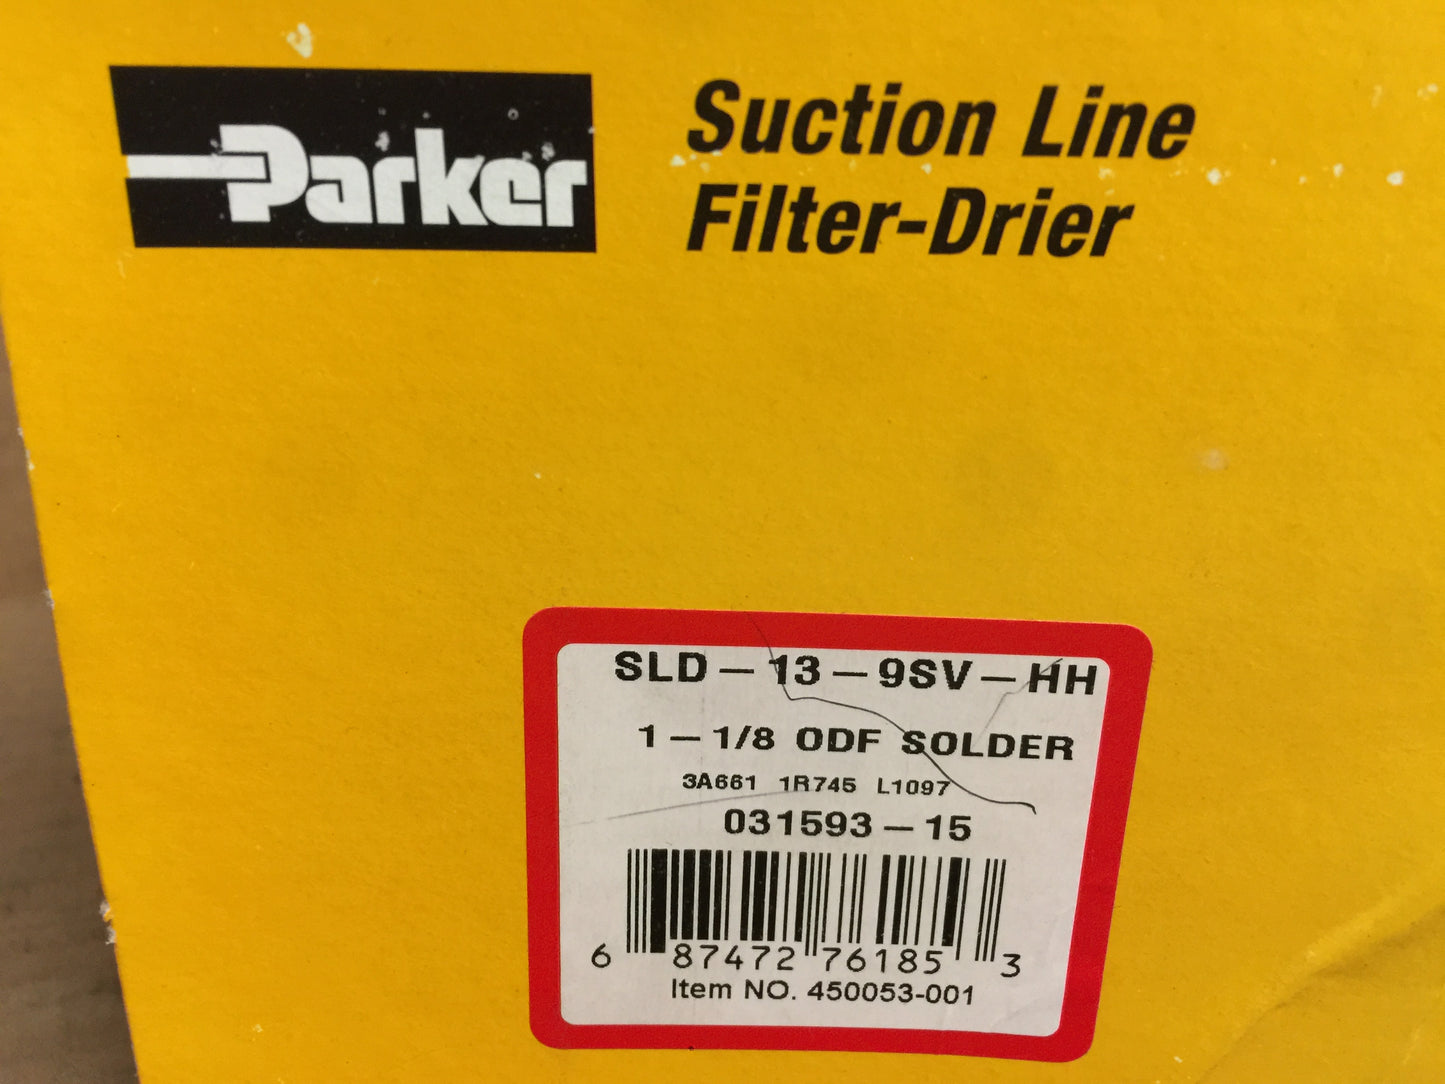 Parker
Suction Line
Filter-Drier
SLD - 13 - 9SV - HH
1 - 1/8 ODF SOLDER
3A661 1R745 L1097
031593 - 15
6 87472 76185 3
Item NO. 450053-001